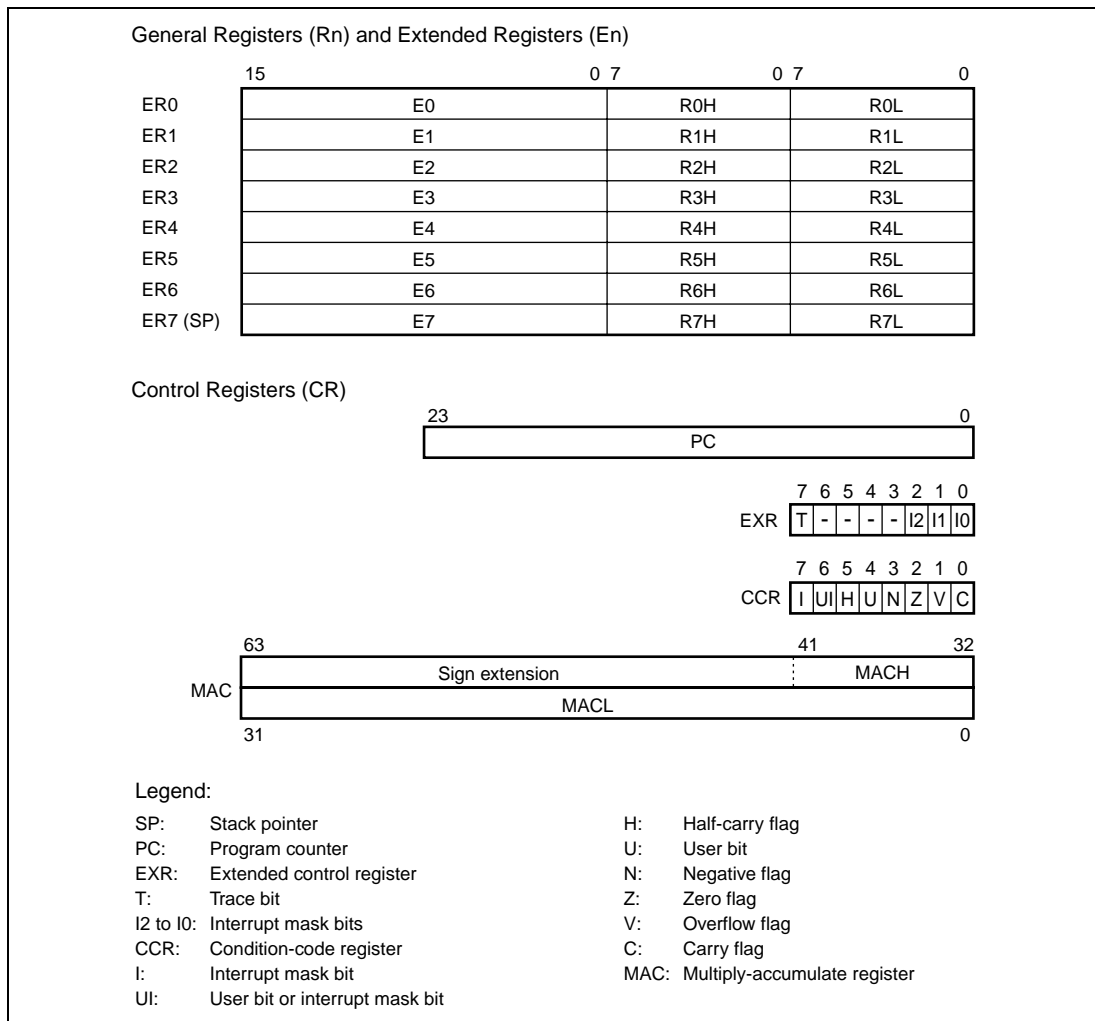 General Registers (Rn) and Extended Registers (En)
15 0 7 0 7 0
ER0 E0 R0H R0L
ER1 E1 R1H R1L
ER2 E2 R2H R2L
ER3 E3 R3H R3L
ER4 E4 R4H R4L
ER5 E5 R5H R5L
ER6 E6 R6H R6L
ER7 (SP) E7 R7H R7L
Control Registers (CR)
23 0
PC
7 6 5 4 3 2 1 0
EXR T - - - - I2 I1 I0
7 6 5 4 3 2 1 0
CCR I UI H U N Z V C
63 41 32
Sign extension MACH
MAC
MACL
31 0
Legend:
SP: Stack pointer
PC: Program counter
EXR: Extended control register
T: Trace bit
I2 to I0: Interrupt mask bits
CCR: Condition-code register
I: Interrupt mask bit
UI: User bit or interrupt mask bit
H: Half-carry flag
U: User bit
N: Negative flag
Z: Zero flag
V: Overflow flag
C: Carry flag
MAC: Multiply-accumulate register